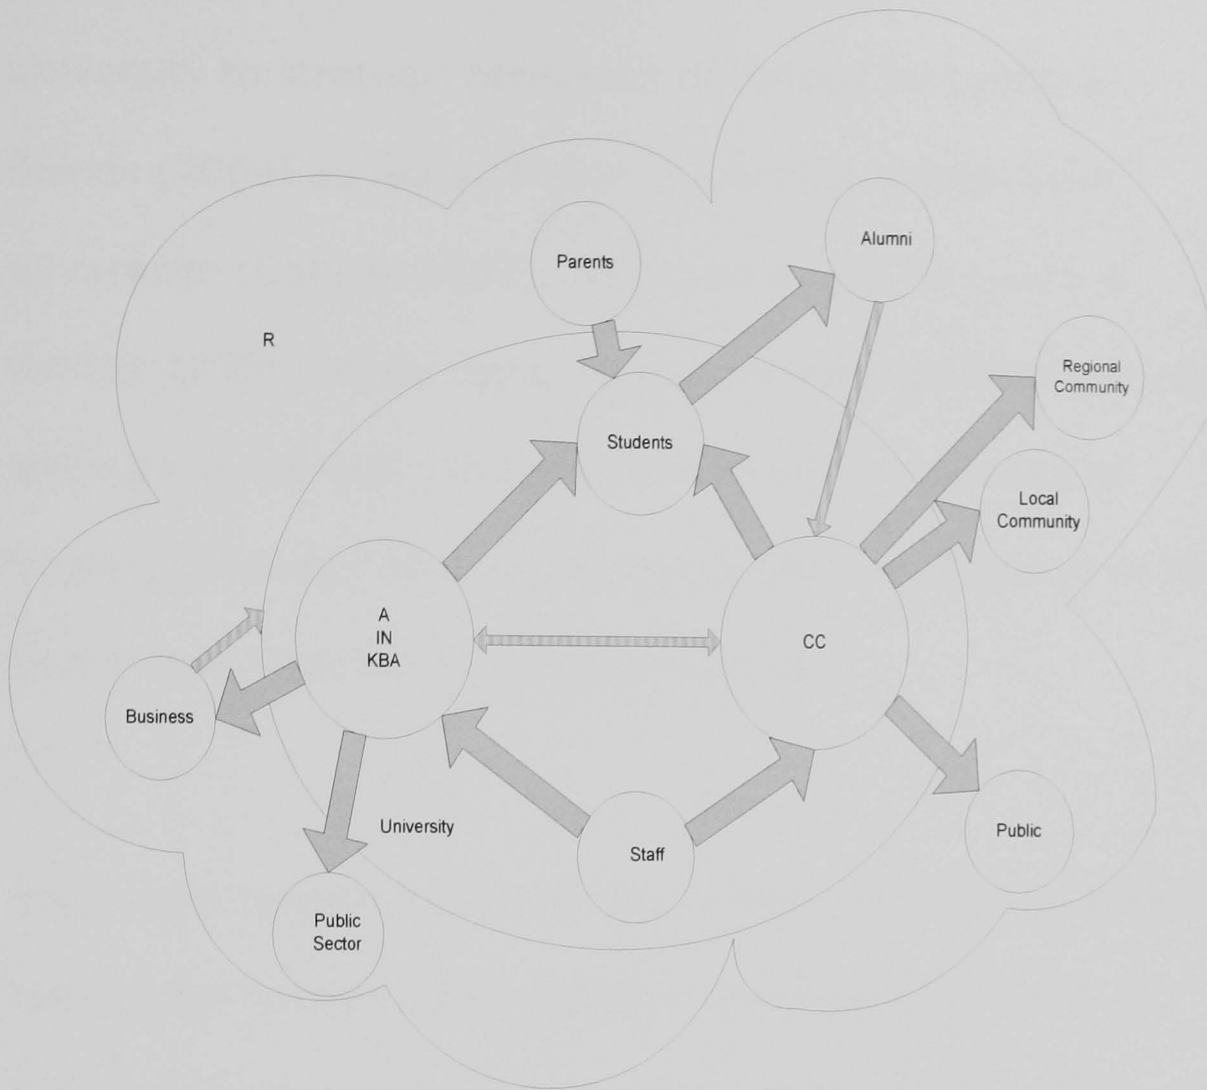 Alumni
Parents
R
Regional
Community
Students
Local
Community
A
IN
KBA
CC
Business
University
Public
Staff
Public
Sector